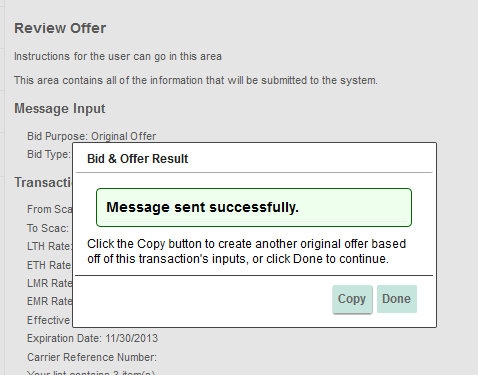 Review Offer
Instructions for the user can go in this area
This area contains all of the information that will be submitted to the system.
Message Input
Bid Purpose: Original Offer
Bid Type:
Bid & Offer Result
Message sent successfully.
Click the Copy button to create another original offer based
off of this transaction's inputs, or click Done to continue.
Copy Done
From
To Scac:
LTH Rate:
ETH Rate
LMR Rate
EMR Rate
Effective
Expiration Date: 11/30/2013
Carrier Reference Number:
Your list contains 3 item(s)